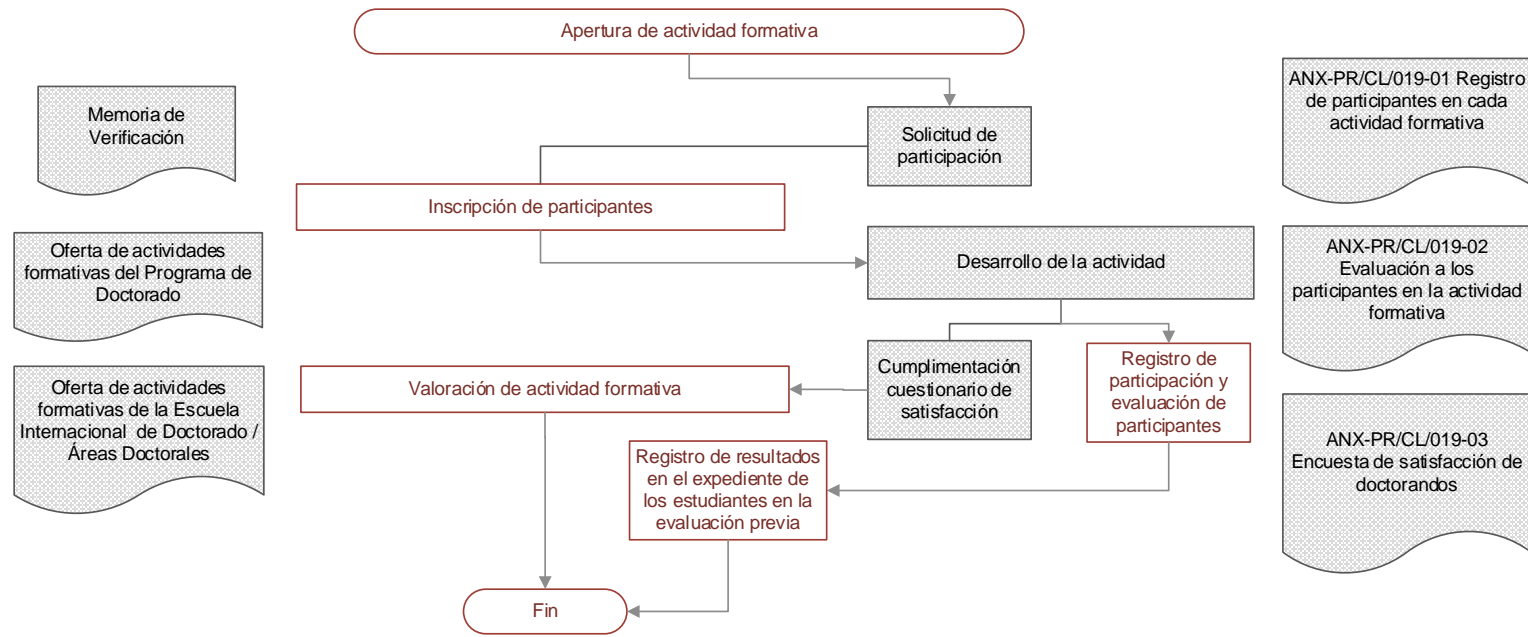 Apertura de actividad formativa
Memoria de
Verificación
Oferta de actividades
formativas del Programa de
Doctorado
Oferta de actividades
formativas de la Escuela
Internacional de Doctorado /
Áreas Doctorales
Solicitud de
participación
Inscripción de participantes
Desarrollo de la actividad
Cumplimentación
cuestionario de
satisfacción
Registro de
participación y
evaluación de
participantes
Valoración de actividad formativa
Registro de resultados
en el expediente de
los estudiantes en la
evaluación previa
Fin
ANX-PR/CL/019-01 Registro
de participantes en cada
actividad formativa
ANX-PR/CL/019-02
Evaluación a los
participantes en la actividad
formativa
ANX-PR/CL/019-03
Encuesta de satisfacción de
doctorandos